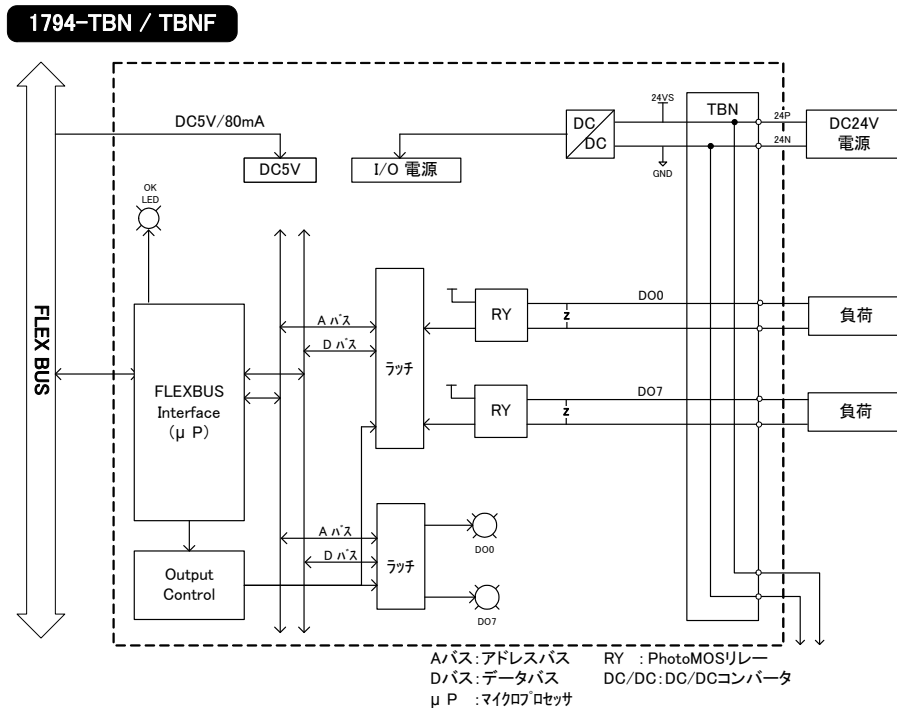 1794-TBN / TBNF
FLEX BUS
DC5V/80mA
DC5V
I/O 電源
DC
DC
24VS
GND
TBN
24P
24N
DC24V
電源
OK
LED
FLEXBUS
Interface
(μ P)
A バス
D バス
ラッチ
RY
Z
DO0
負荷
RY
Z
DO7
負荷
Output
Control
A バス
D バス
ラッチ
DO0
DO7
Aバス:アドレスバス
Dバス:データバス
μ P :マイクロプロセッサ
RY :PhotoMOSリレー
DC/DC:DC/DCコンバータ